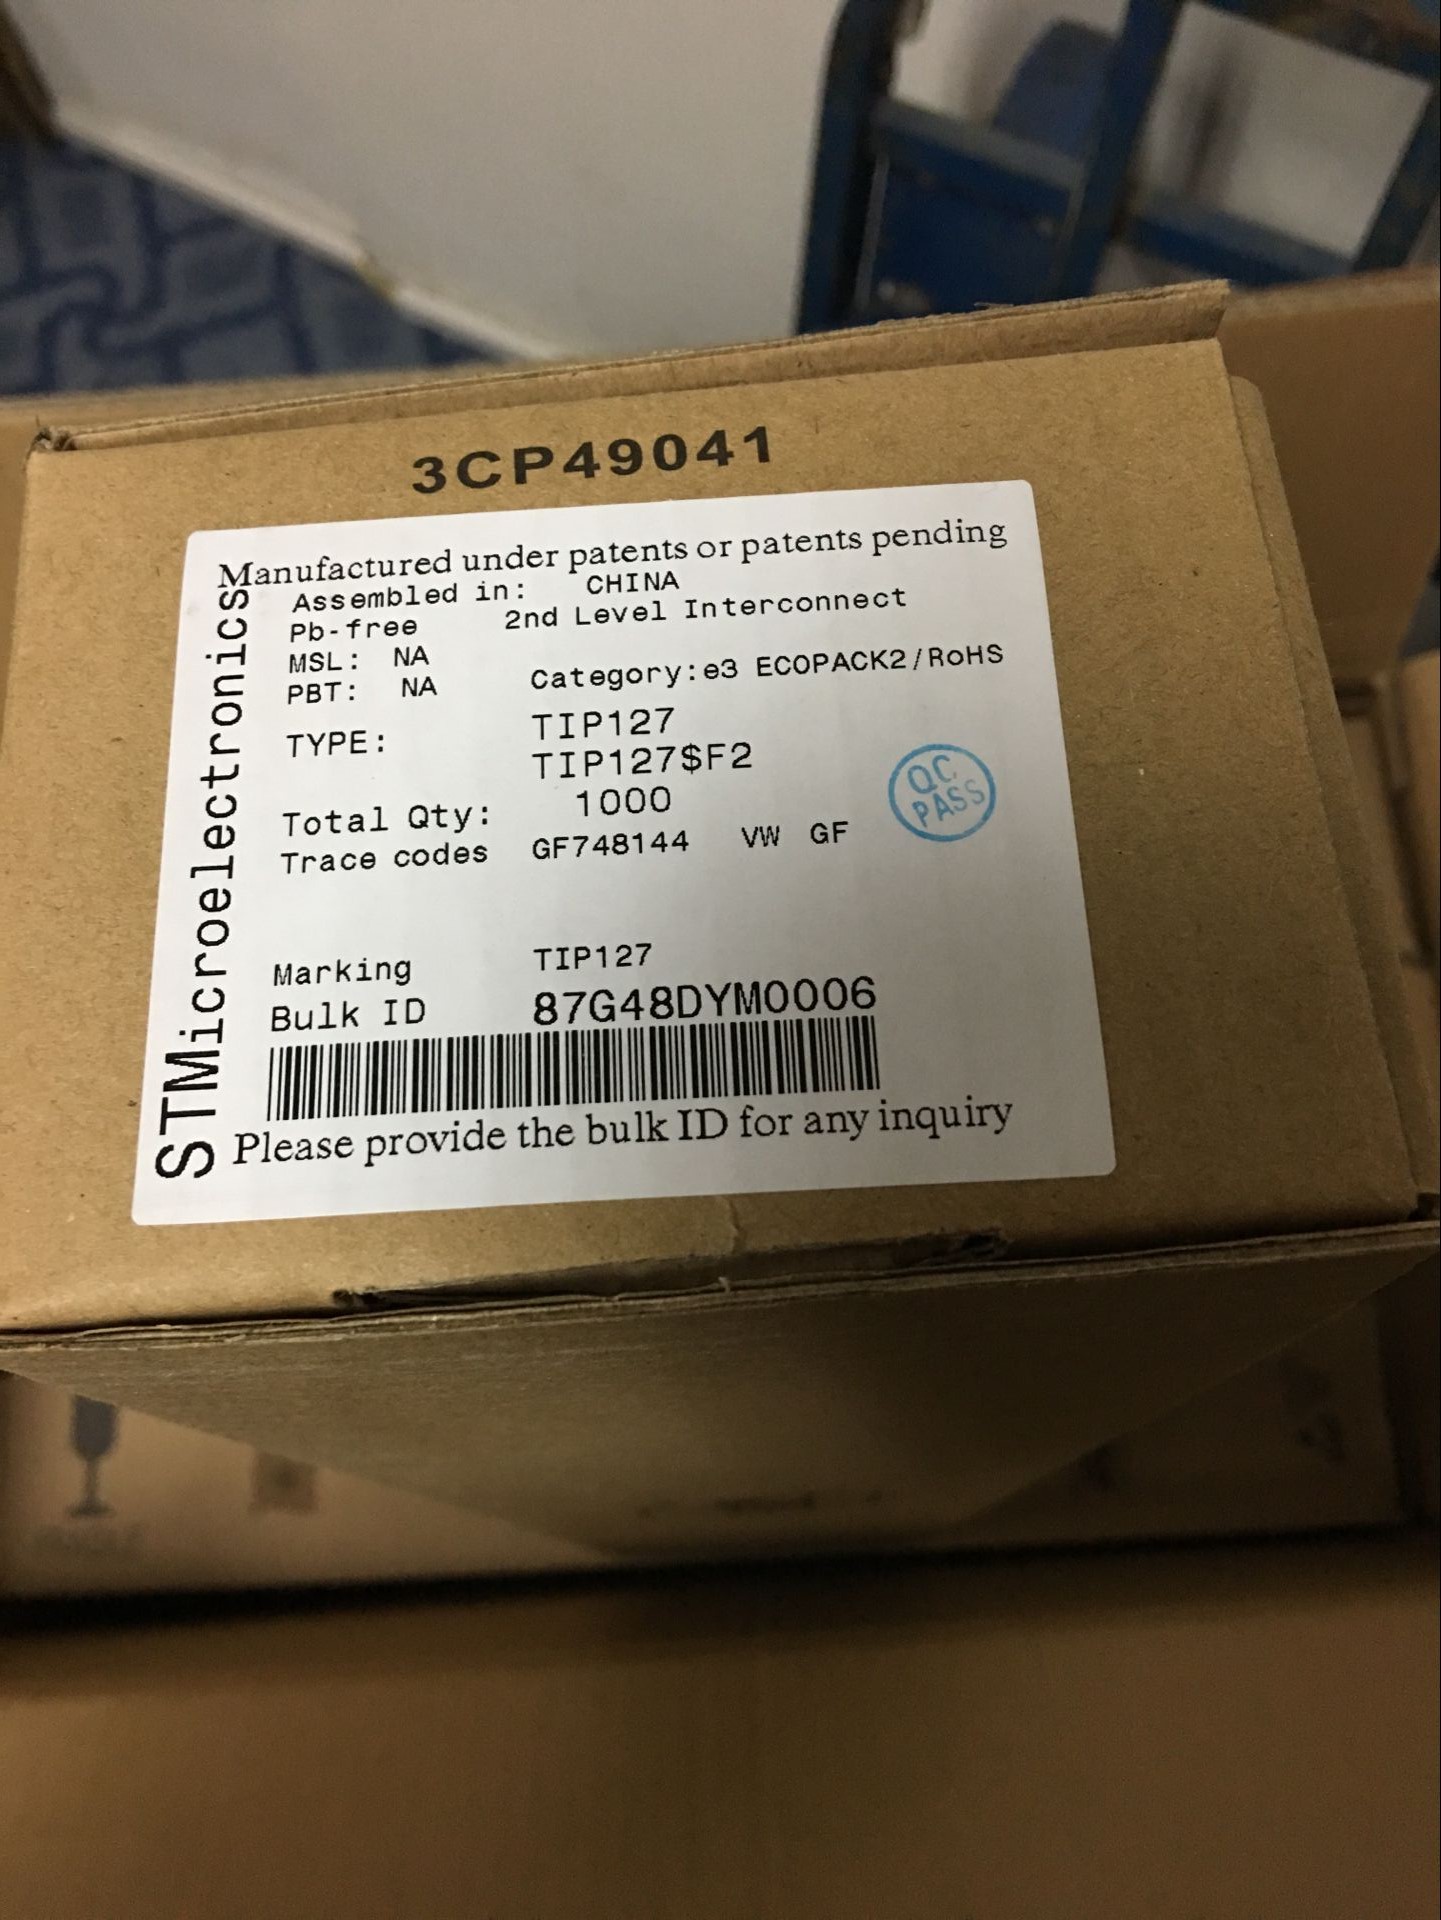 3CP49041
Manufactured under patents or patents pending
Assembled in: CHINA
Pb-free 2nd Level Interconnect
MSL: NA
PBT: NA Category:e3 ECOPACK2/RoHS
TYPE: TIP127
TIP127$F2
Total Qty: 1000
Trace codes GF748144 VW GF
QC
PASS
Marking TIP127
Bulk ID 87G48DYM0006
Please provide the bulk ID for any inquiry
STMicroelectronics